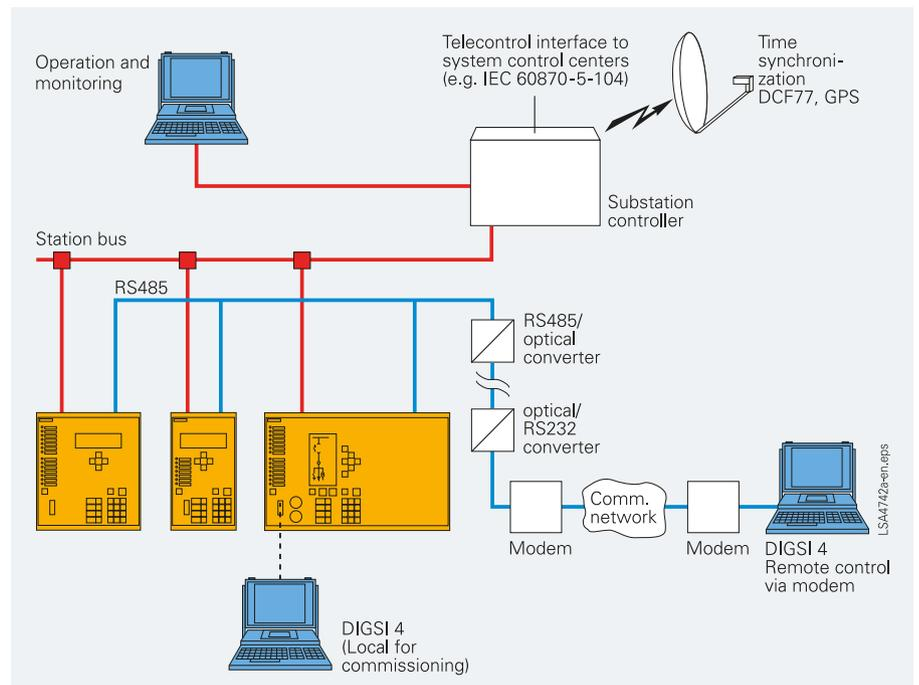 Operation and
monitoring
Telecontrol interface to
system control centers
(e.g. IEC 60870-5-104)
Time
synchroni-
zation
DCF77, GPS
Substation
controller
Station bus
RS485
RS485/
optical
converter
optical/
RS232
converter
Comm.
network
Modem
Modem
DIGSI 4
Remote control
via modem
LSA4742a-en.eps
DIGSI 4
(Local for
commissioning)